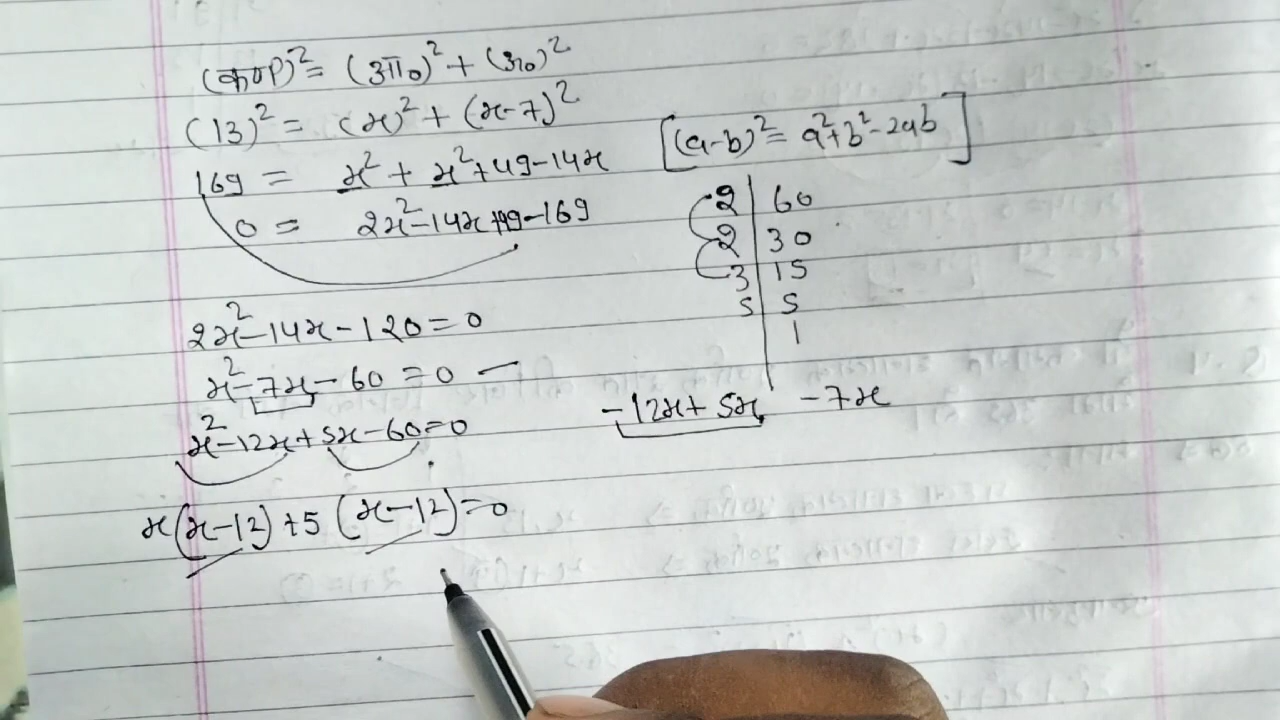 (कर्ण)² = (आ०)² + (उ०)²
(13)² = (x)² + (x-7)²
[(a-b)² = a²+b²-2ab]
169 = x² + x²+49-14x
0 = 2x²-14x+49-169
2 | 60
2 | 30
3 | 15
5 | 5
1
2x²-14x-120=0
x²-7x-60=0 —
-12x+5x -7x
x²-12x+5x-60=0
x(x-12)+5(x-12)=0